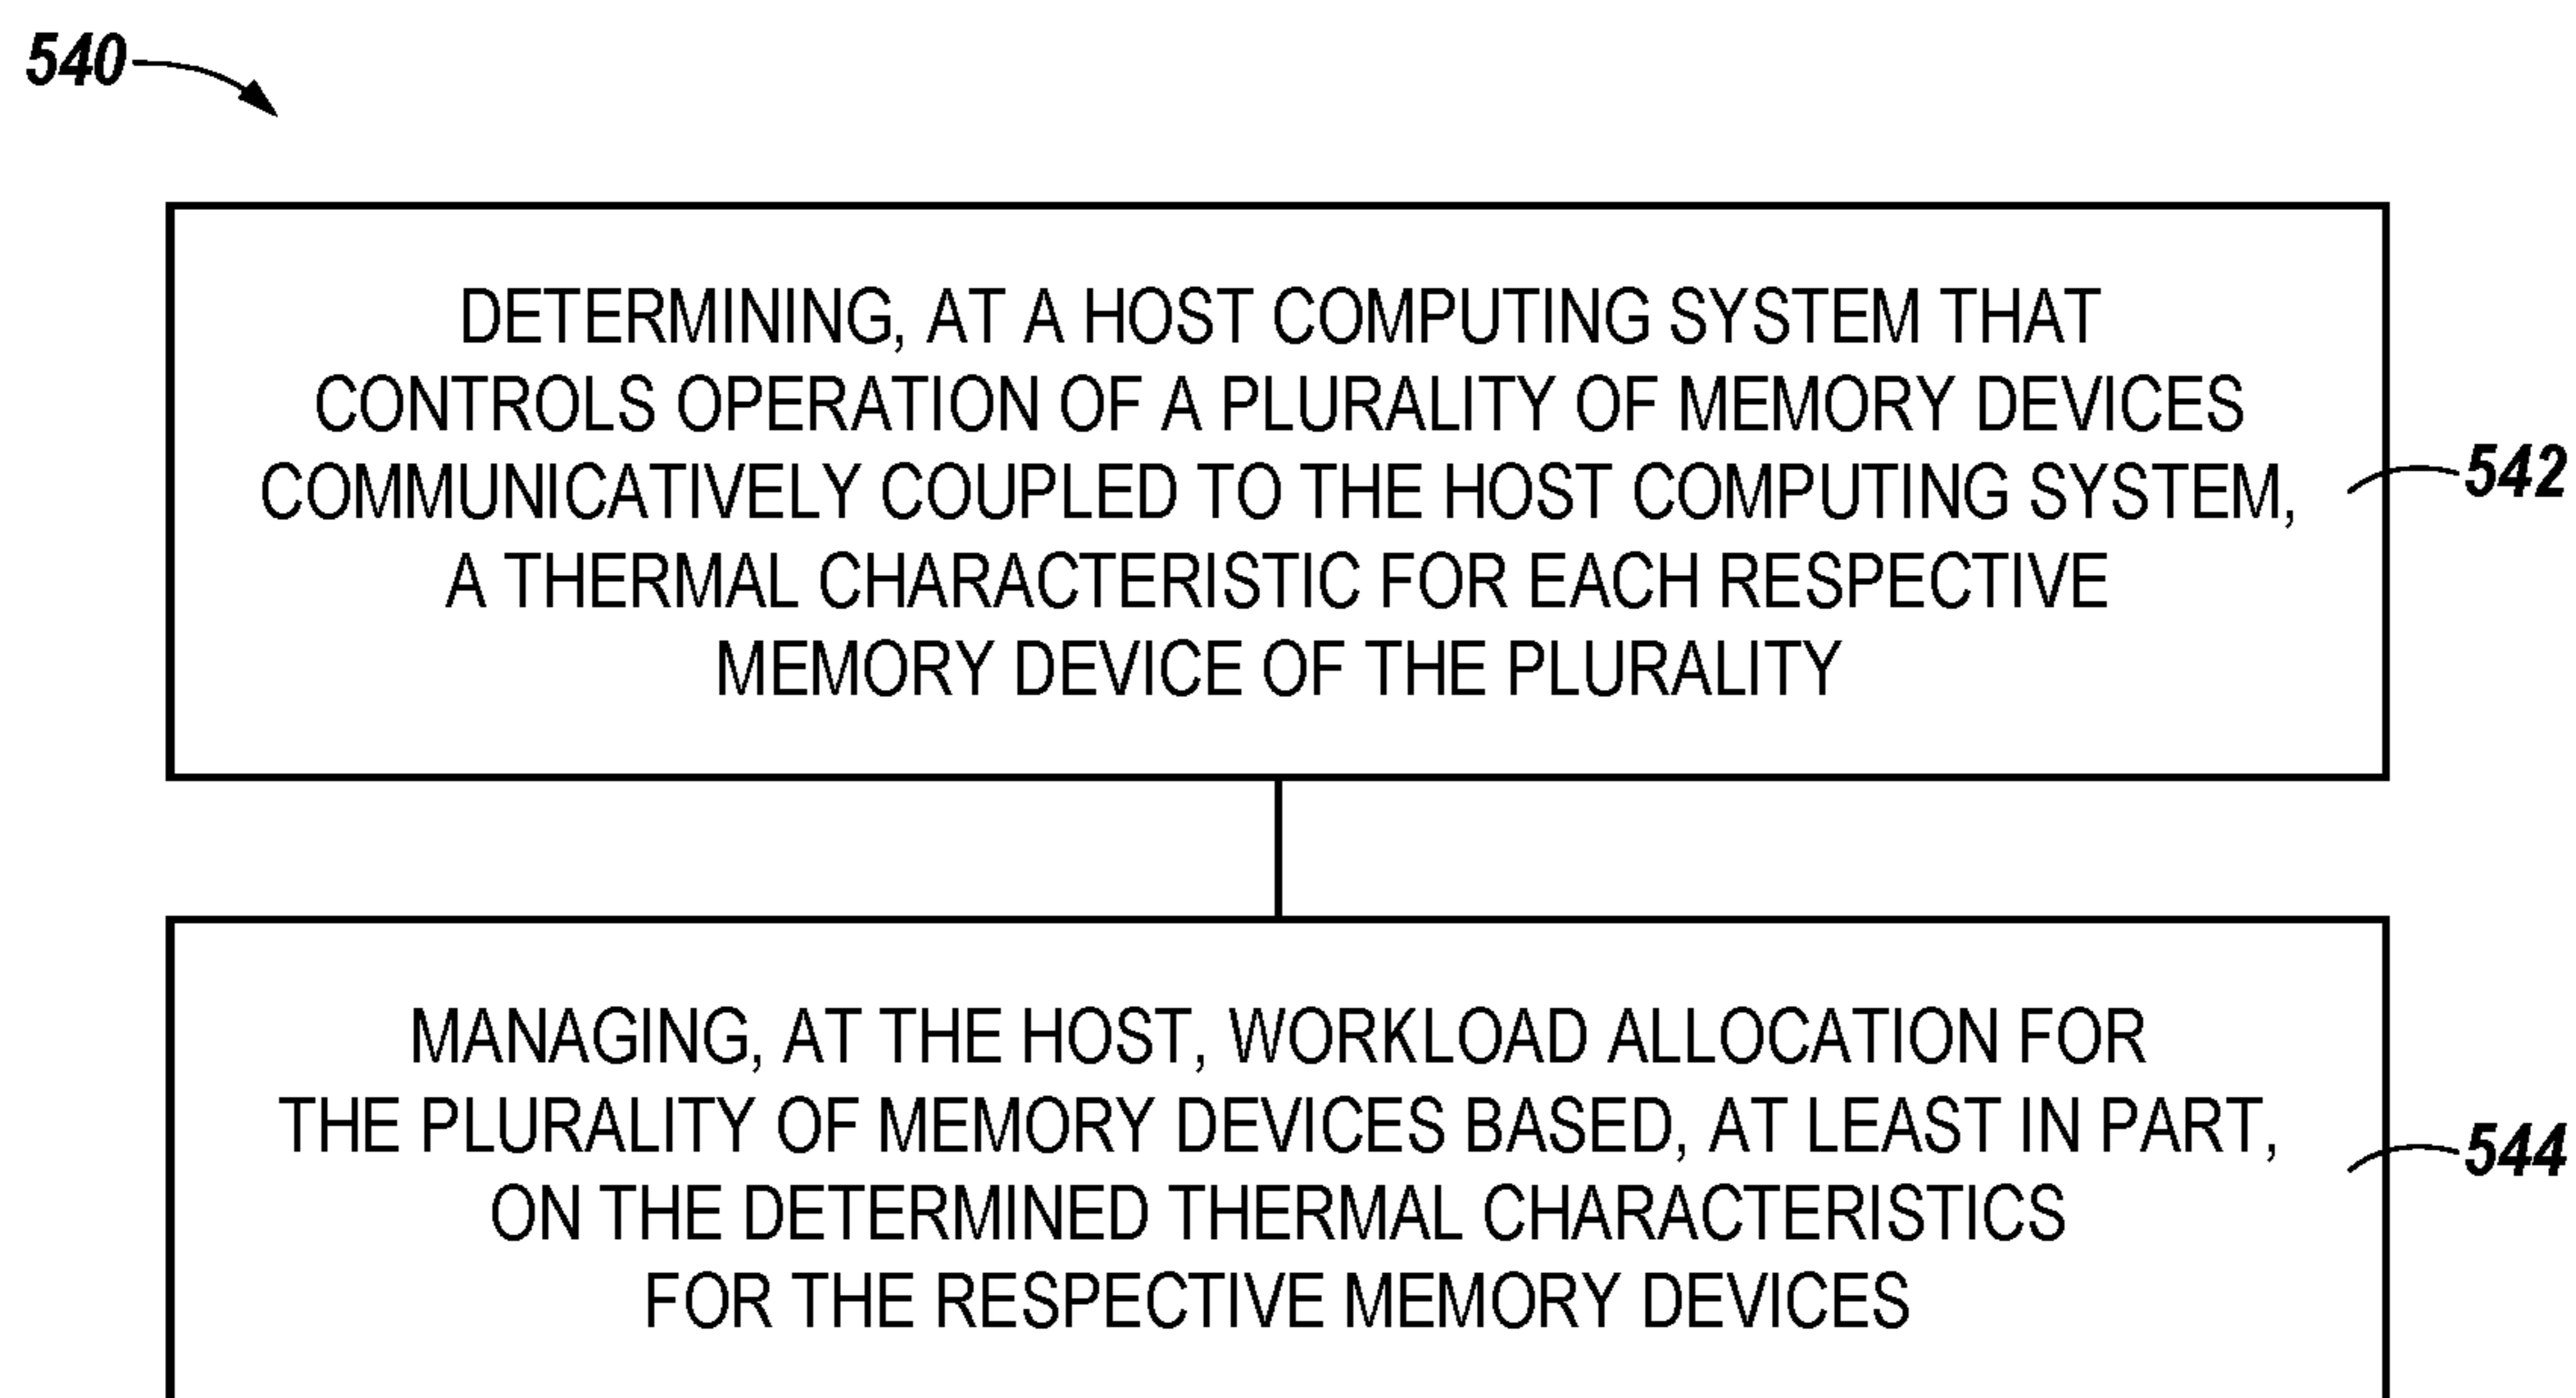 540
DETERMINING, AT A HOST COMPUTING SYSTEM THAT
CONTROLS OPERATION OF A PLURALITY OF MEMORY DEVICES
COMMUNICATIVELY COUPLED TO THE HOST COMPUTING SYSTEM,
A THERMAL CHARACTERISTIC FOR EACH RESPECTIVE
MEMORY DEVICE OF THE PLURALITY
542
MANAGING, AT THE HOST, WORKLOAD ALLOCATION FOR
THE PLURALITY OF MEMORY DEVICES BASED, AT LEAST IN PART,
ON THE DETERMINED THERMAL CHARACTERISTICS
FOR THE RESPECTIVE MEMORY DEVICES
544